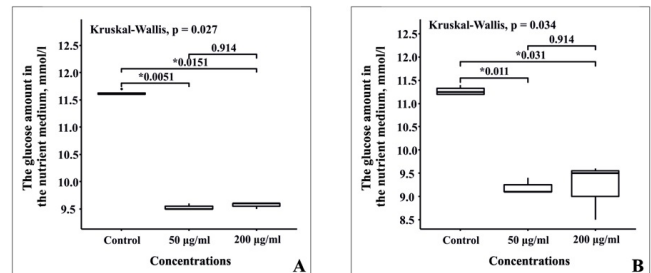 Kruskal-Wallis, p = 0.027
0.914
*0.0151
*0.0051
The glucose amount in
the nutrient medium, mmol/l
12.5
12.0
11.5
11.0
10.5
10.0
9.5
Control
50 µg/ml
200 µg/ml
Concentrations
A
Kruskal-Wallis, p = 0.034
0.914
*0.031
*0.011
The glucose amount in
the nutrient medium, mmol/l
12.5
12.0
11.5
11.0
10.5
10.0
9.5
9.0
8.5
Control
50 µg/ml
200 µg/ml
Concentrations
B